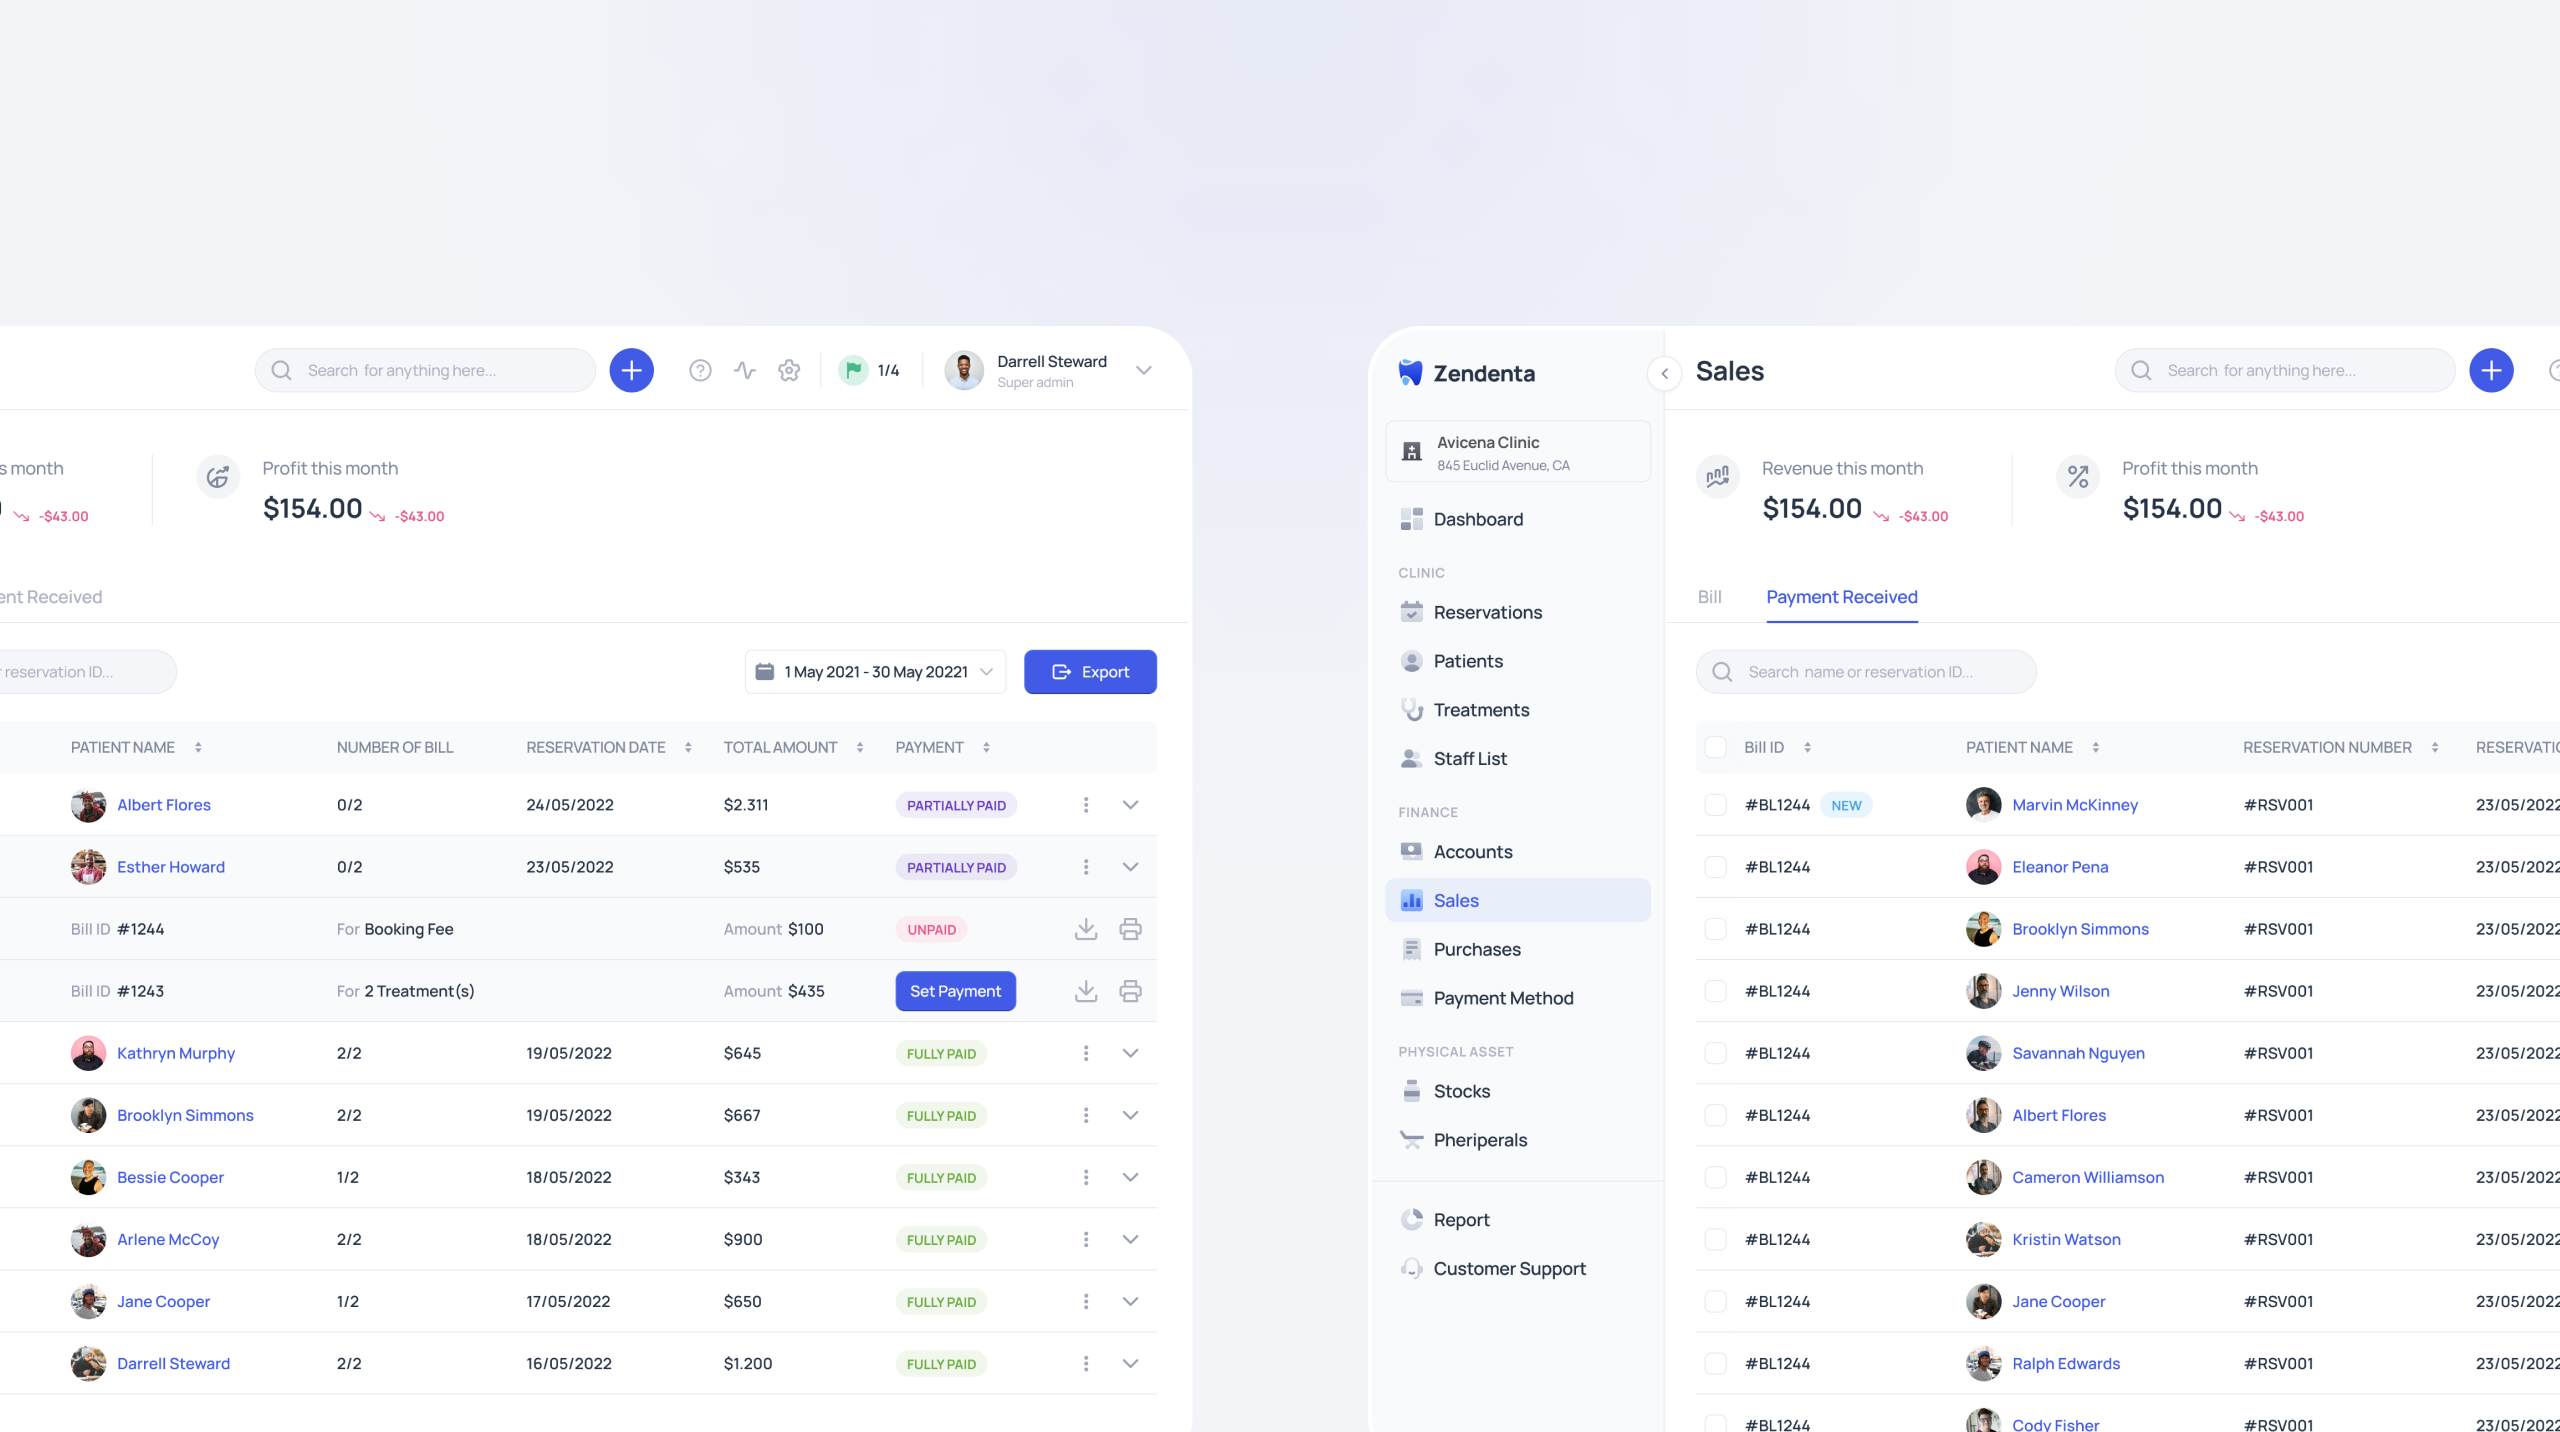 Search for anything here...
1/4
Darrell Steward
Super admin
s month
-$43.00
Profit this month
$154.00 -$43.00
ent Received
reservation ID...
1 May 2021 - 30 May 20221
Export
PATIENT NAME NUMBER OF BILL RESERVATION DATE TOTAL AMOUNT PAYMENT
Albert Flores 0/2 24/05/2022 $2.311 PARTIALLY PAID
Esther Howard 0/2 23/05/2022 $535 PARTIALLY PAID
Bill ID #1244 For Booking Fee Amount $100 UNPAID
Bill ID #1243 For 2 Treatment(s) Amount $435 Set Payment
Kathryn Murphy 2/2 19/05/2022 $645 FULLY PAID
Brooklyn Simmons 2/2 19/05/2022 $667 FULLY PAID
Bessie Cooper 1/2 18/05/2022 $343 FULLY PAID
Arlene McCoy 2/2 18/05/2022 $900 FULLY PAID
Jane Cooper 1/2 17/05/2022 $650 FULLY PAID
Darrell Steward 2/2 16/05/2022 $1.200 FULLY PAID
Zendenta
Avicena Clinic
845 Euclid Avenue, CA
Dashboard
CLINIC
Reservations
Patients
Treatments
Staff List
FINANCE
Accounts
Sales
Purchases
Payment Method
PHYSICAL ASSET
Stocks
Pheriperals
Report
Customer Support
Sales
Search for anything here...
Revenue this month
$154.00 -$43.00
Profit this month
$154.00 -$43.00
Bill Payment Received
Search name or reservation ID...
Bill ID PATIENT NAME RESERVATION NUMBER RESERVATIO
#BL1244 NEW Marvin McKinney #RSV001 23/05/2022
#BL1244 Eleanor Pena #RSV001 23/05/2022
#BL1244 Brooklyn Simmons #RSV001 23/05/2022
#BL1244 Jenny Wilson #RSV001 23/05/2022
#BL1244 Savannah Nguyen #RSV001 23/05/2022
#BL1244 Albert Flores #RSV001 23/05/2022
#BL1244 Cameron Williamson #RSV001 23/05/2022
#BL1244 Kristin Watson #RSV001 23/05/2022
#BL1244 Jane Cooper #RSV001 23/05/2022
#BL1244 Ralph Edwards #RSV001 23/05/2022
#BL1244 Cody Fisher #RSV001 23/05/2022